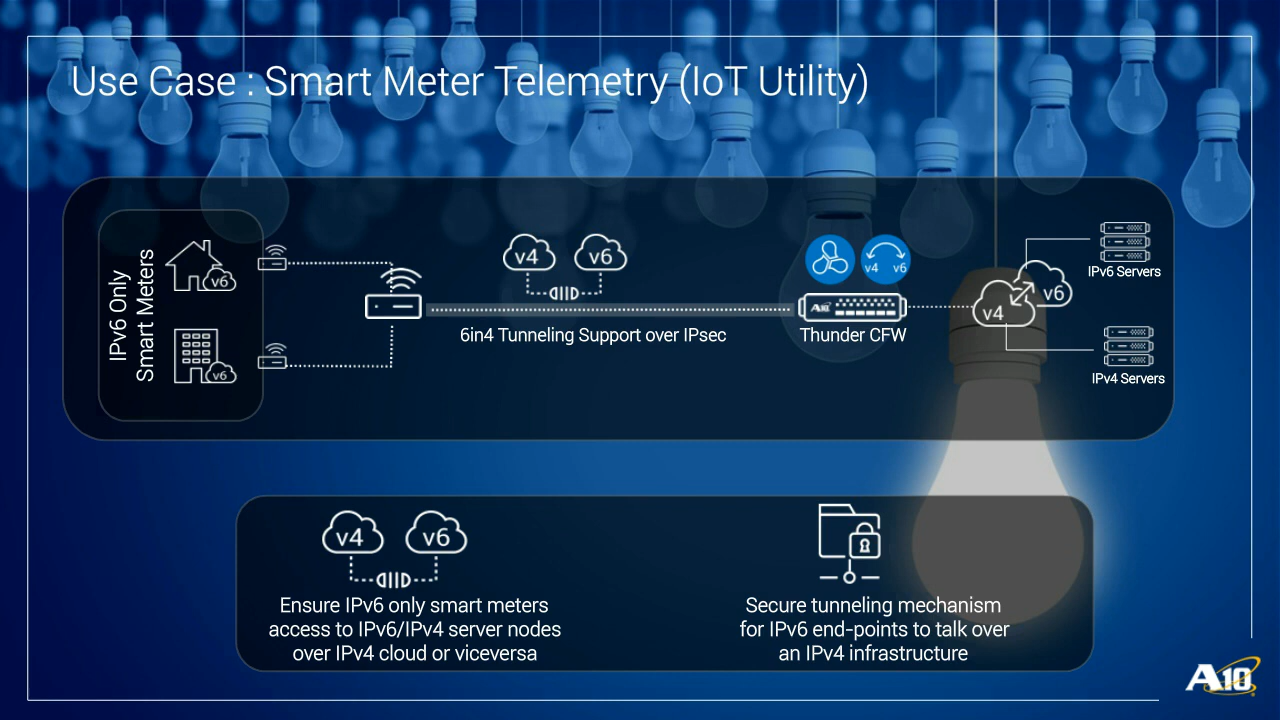 Use Case : Smart Meter Telemetry (IoT Utility)
IPv6 Only
Smart Meters
v6
v6
v4
v6
6in4 Tunneling Support over IPsec
v4
v6
A10
Thunder CFW
v4
v6
IPv6 Servers
IPv4 Servers
v4
v6
Ensure IPv6 only smart meters
access to IPv6/IPv4 server nodes
over IPv4 cloud or viceversa
Secure tunneling mechanism
for IPv6 end-points to talk over
an IPv4 infrastructure
A10